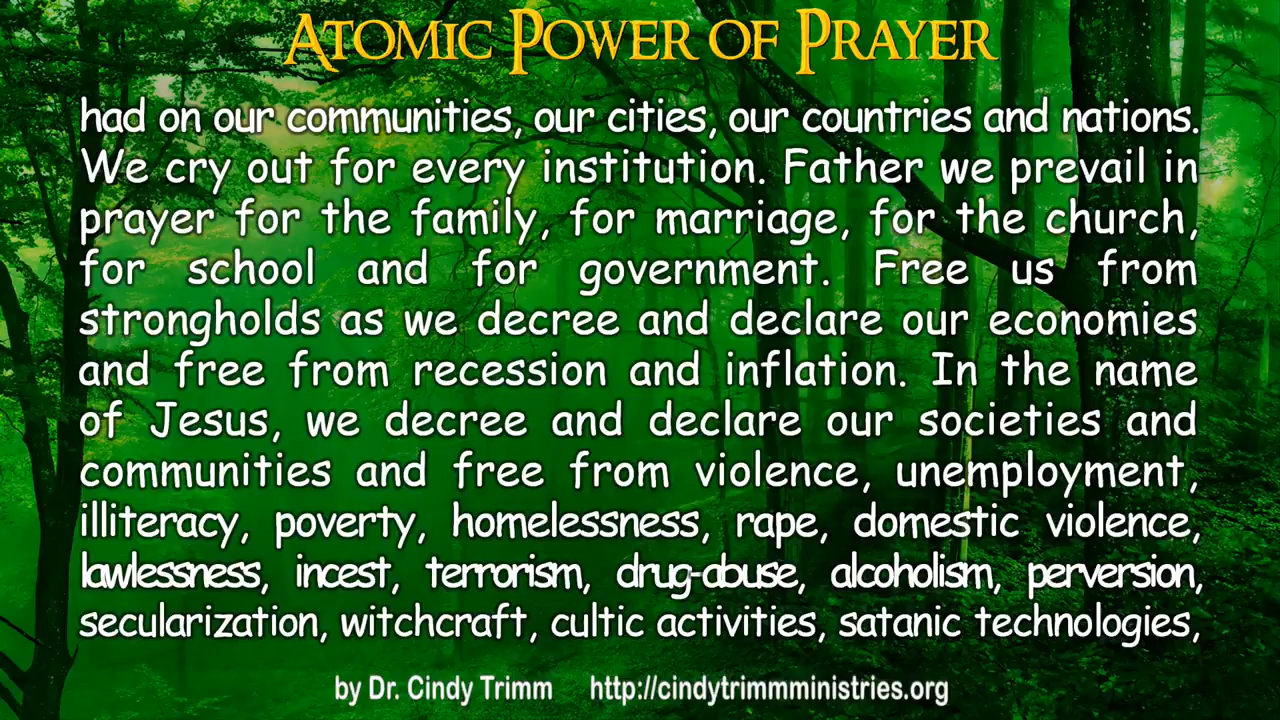 ATOMIC POWER OF PRAYER
had on our communities, our cities, our countries and nations.
We cry out for every institution. Father we prevail in
prayer for the family, for marriage, for the church,
for school and for government. Free us from
strongholds as we decree and declare our economies
and free from recession and inflation. In the name
of Jesus, we decree and declare our societies and
communities and free from violence, unemployment,
illiteracy, poverty, homelessness, rape, domestic violence,
lawlessness, incest, terrorism, drug-abuse, alcoholism, perversion,
secularization, witchcraft, cultic activities, satanic technologies,
by Dr. Cindy Trimm http://cindytrimmministries.org